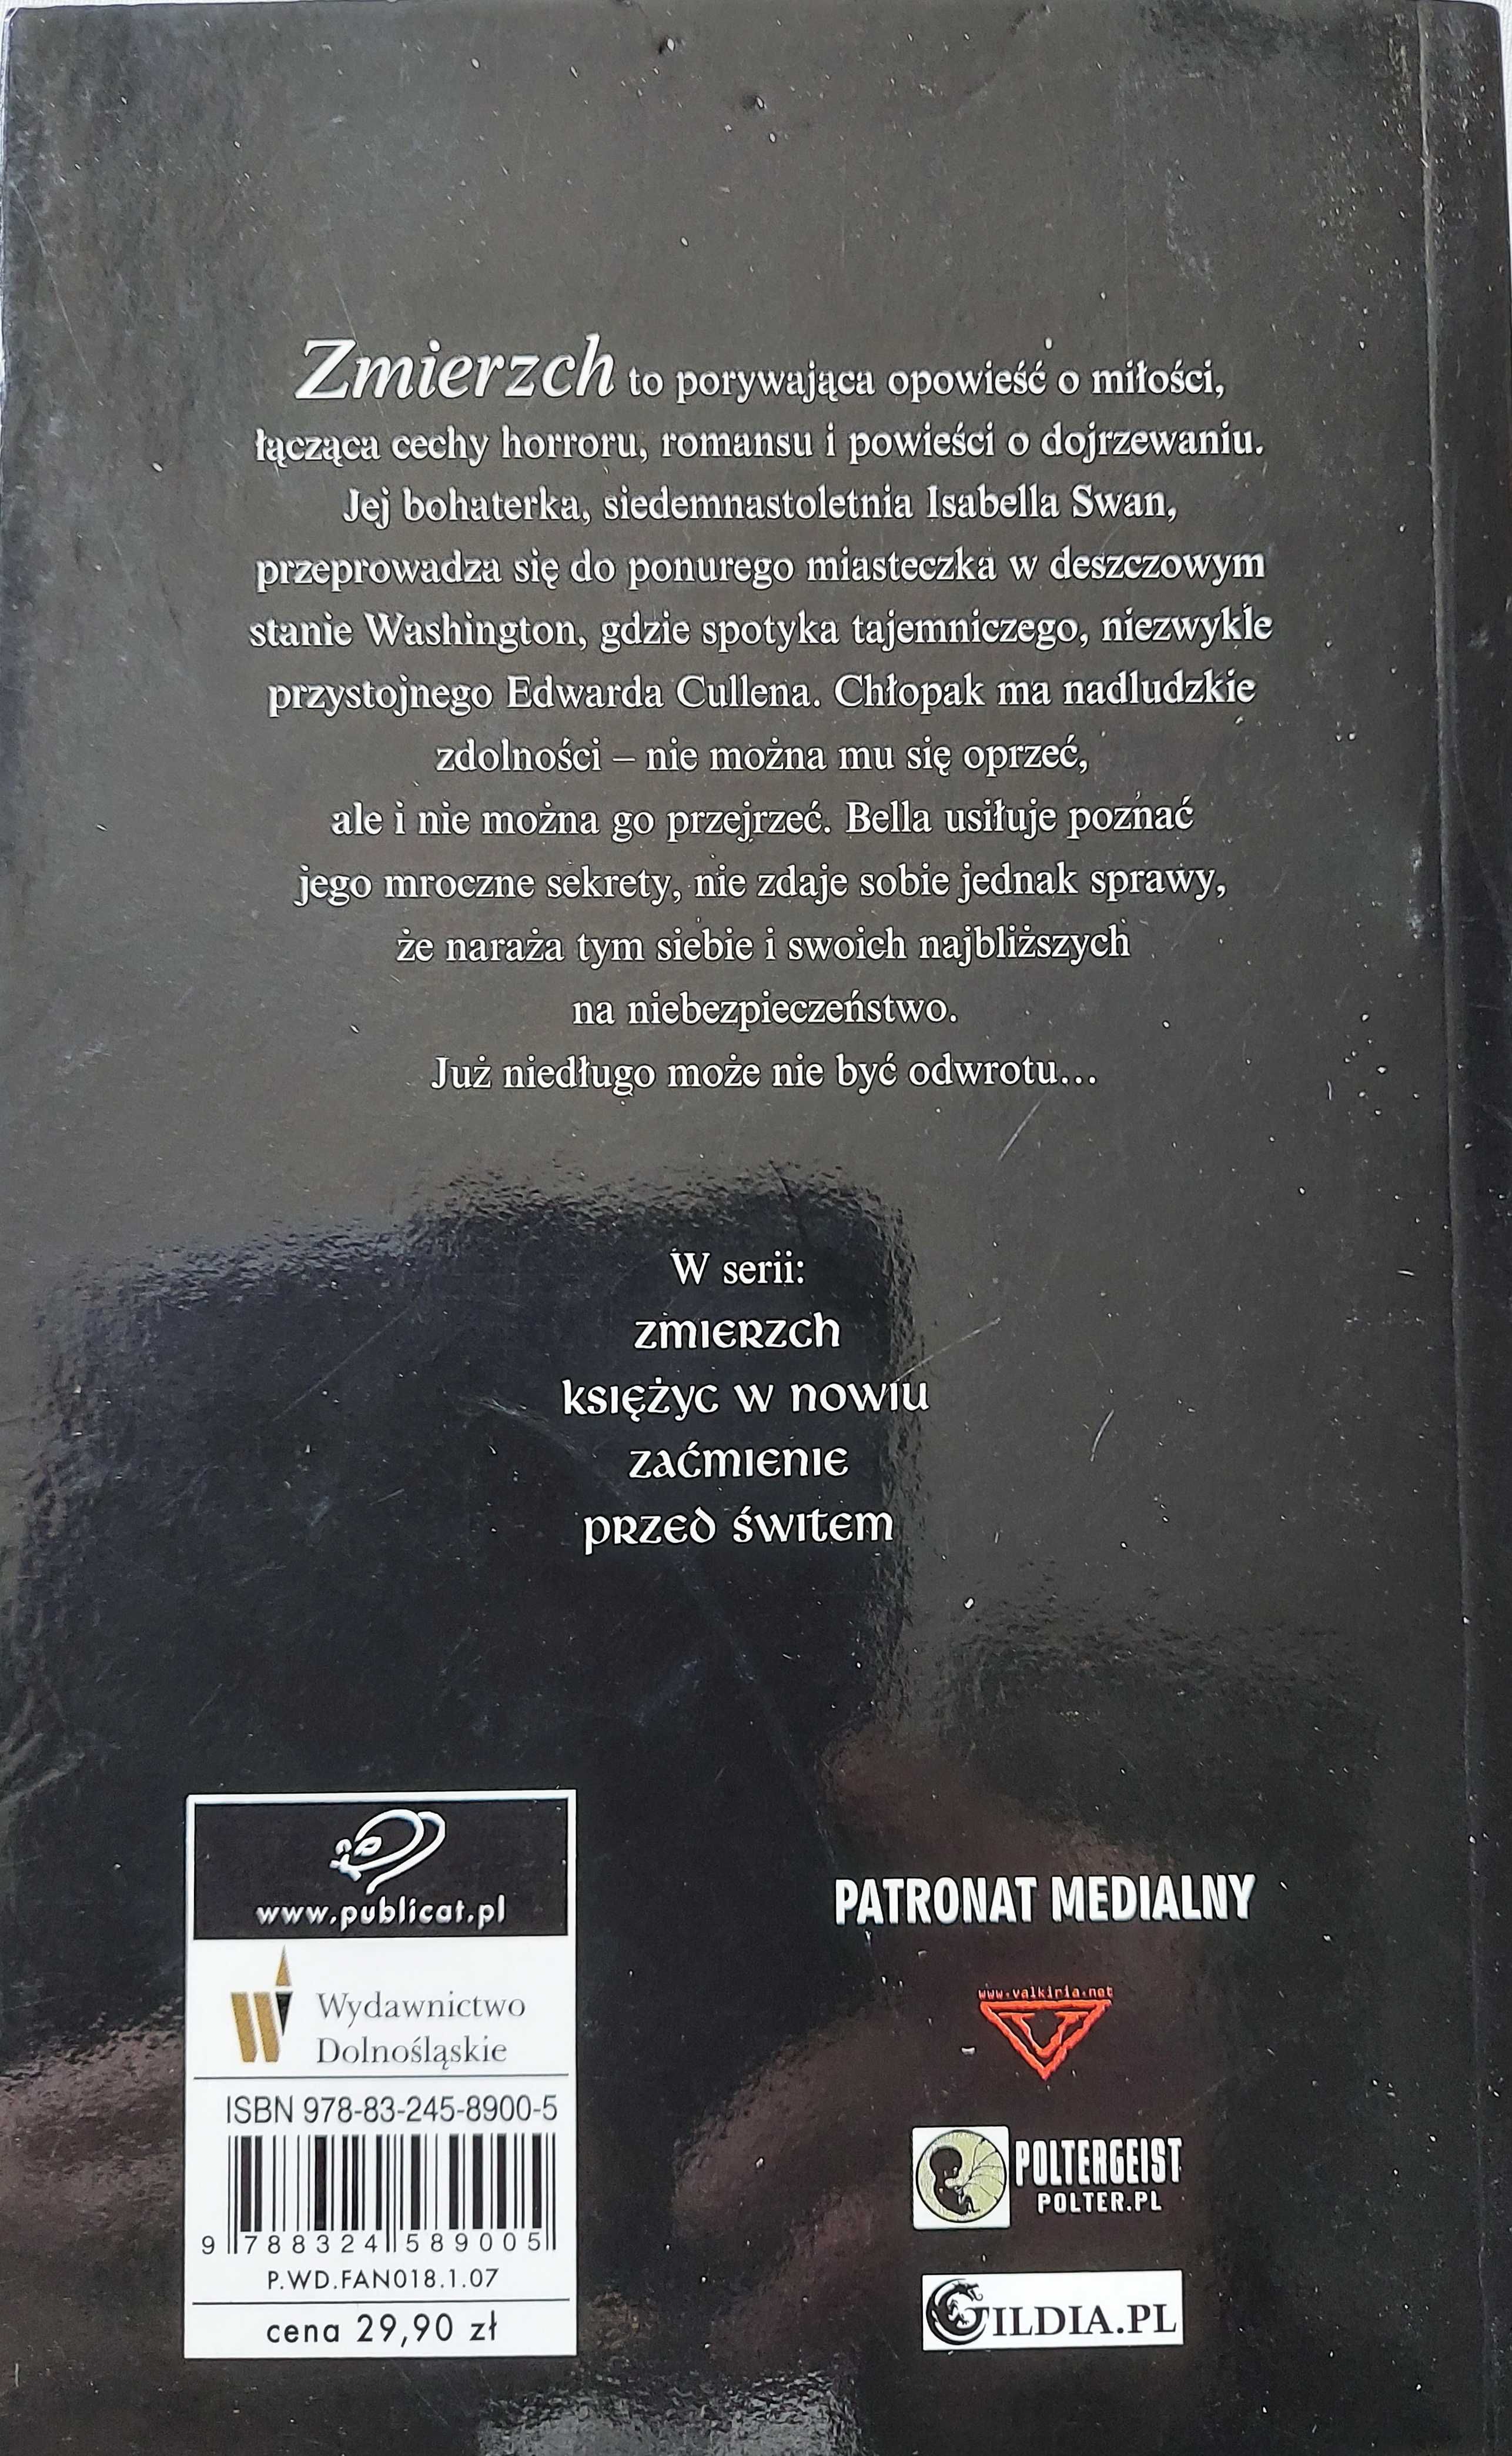 Zmierzch to porywająca opowieść o miłości,
łącząca cechy horroru, romansu i powieści o dojrzewaniu.
Jej bohaterka, siedemnastoletnia Isabella Swan,
przeprowadza się do ponurego miasteczka w deszczowym
stanie Washington, gdzie spotyka tajemniczego, niezwykle
przystojnego Edwarda Cullena. Chłopak ma nadludzkie
zdolności – nie można mu się oprzeć,
ale i nie można go przejrzeć. Bella usiłuje poznać
jego mroczne sekrety, nie zdaje sobie jednak sprawy,
że naraża tym siebie i swoich najbliższych
na niebezpieczeństwo.
Już niedługo może nie być odwrotu...
W serii:
zmierzch
księżyc w nowiu
zaćmienie
przed świtem
www.publicat.pl
Wydawnictwo
Dolnośląskie
ISBN 978-83-245-8900-5
9 788324 589005
P.WD.FAN018.1.07
cena 29,90 zł
PATRONAT MEDIALNY
www.valkiria.net
POLTERGEIST
POLTER.PL
GILDIA.PL